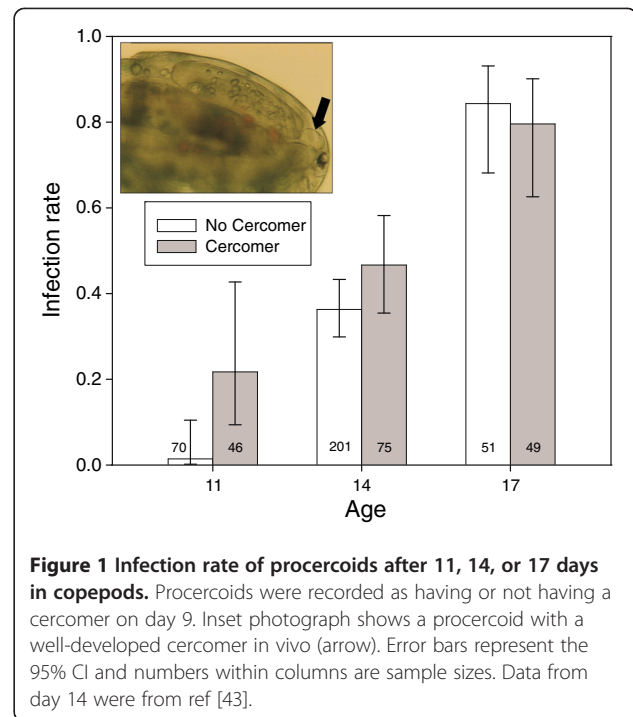 1.0
0.8
0.6
0.4
0.2
0.0
Infection rate
No Cercomer
Cercomer
70
46
201
75
51
49
11
14
17
Age
Figure 1 Infection rate of procercoids after 11, 14, or 17 days
in copepods. Procercoids were recorded as having or not having a
cercomer on day 9. Inset photograph shows a procercoid with a
well-developed cercomer in vivo (arrow). Error bars represent the
95% CI and numbers within columns are sample sizes. Data from
day 14 were from ref [43].